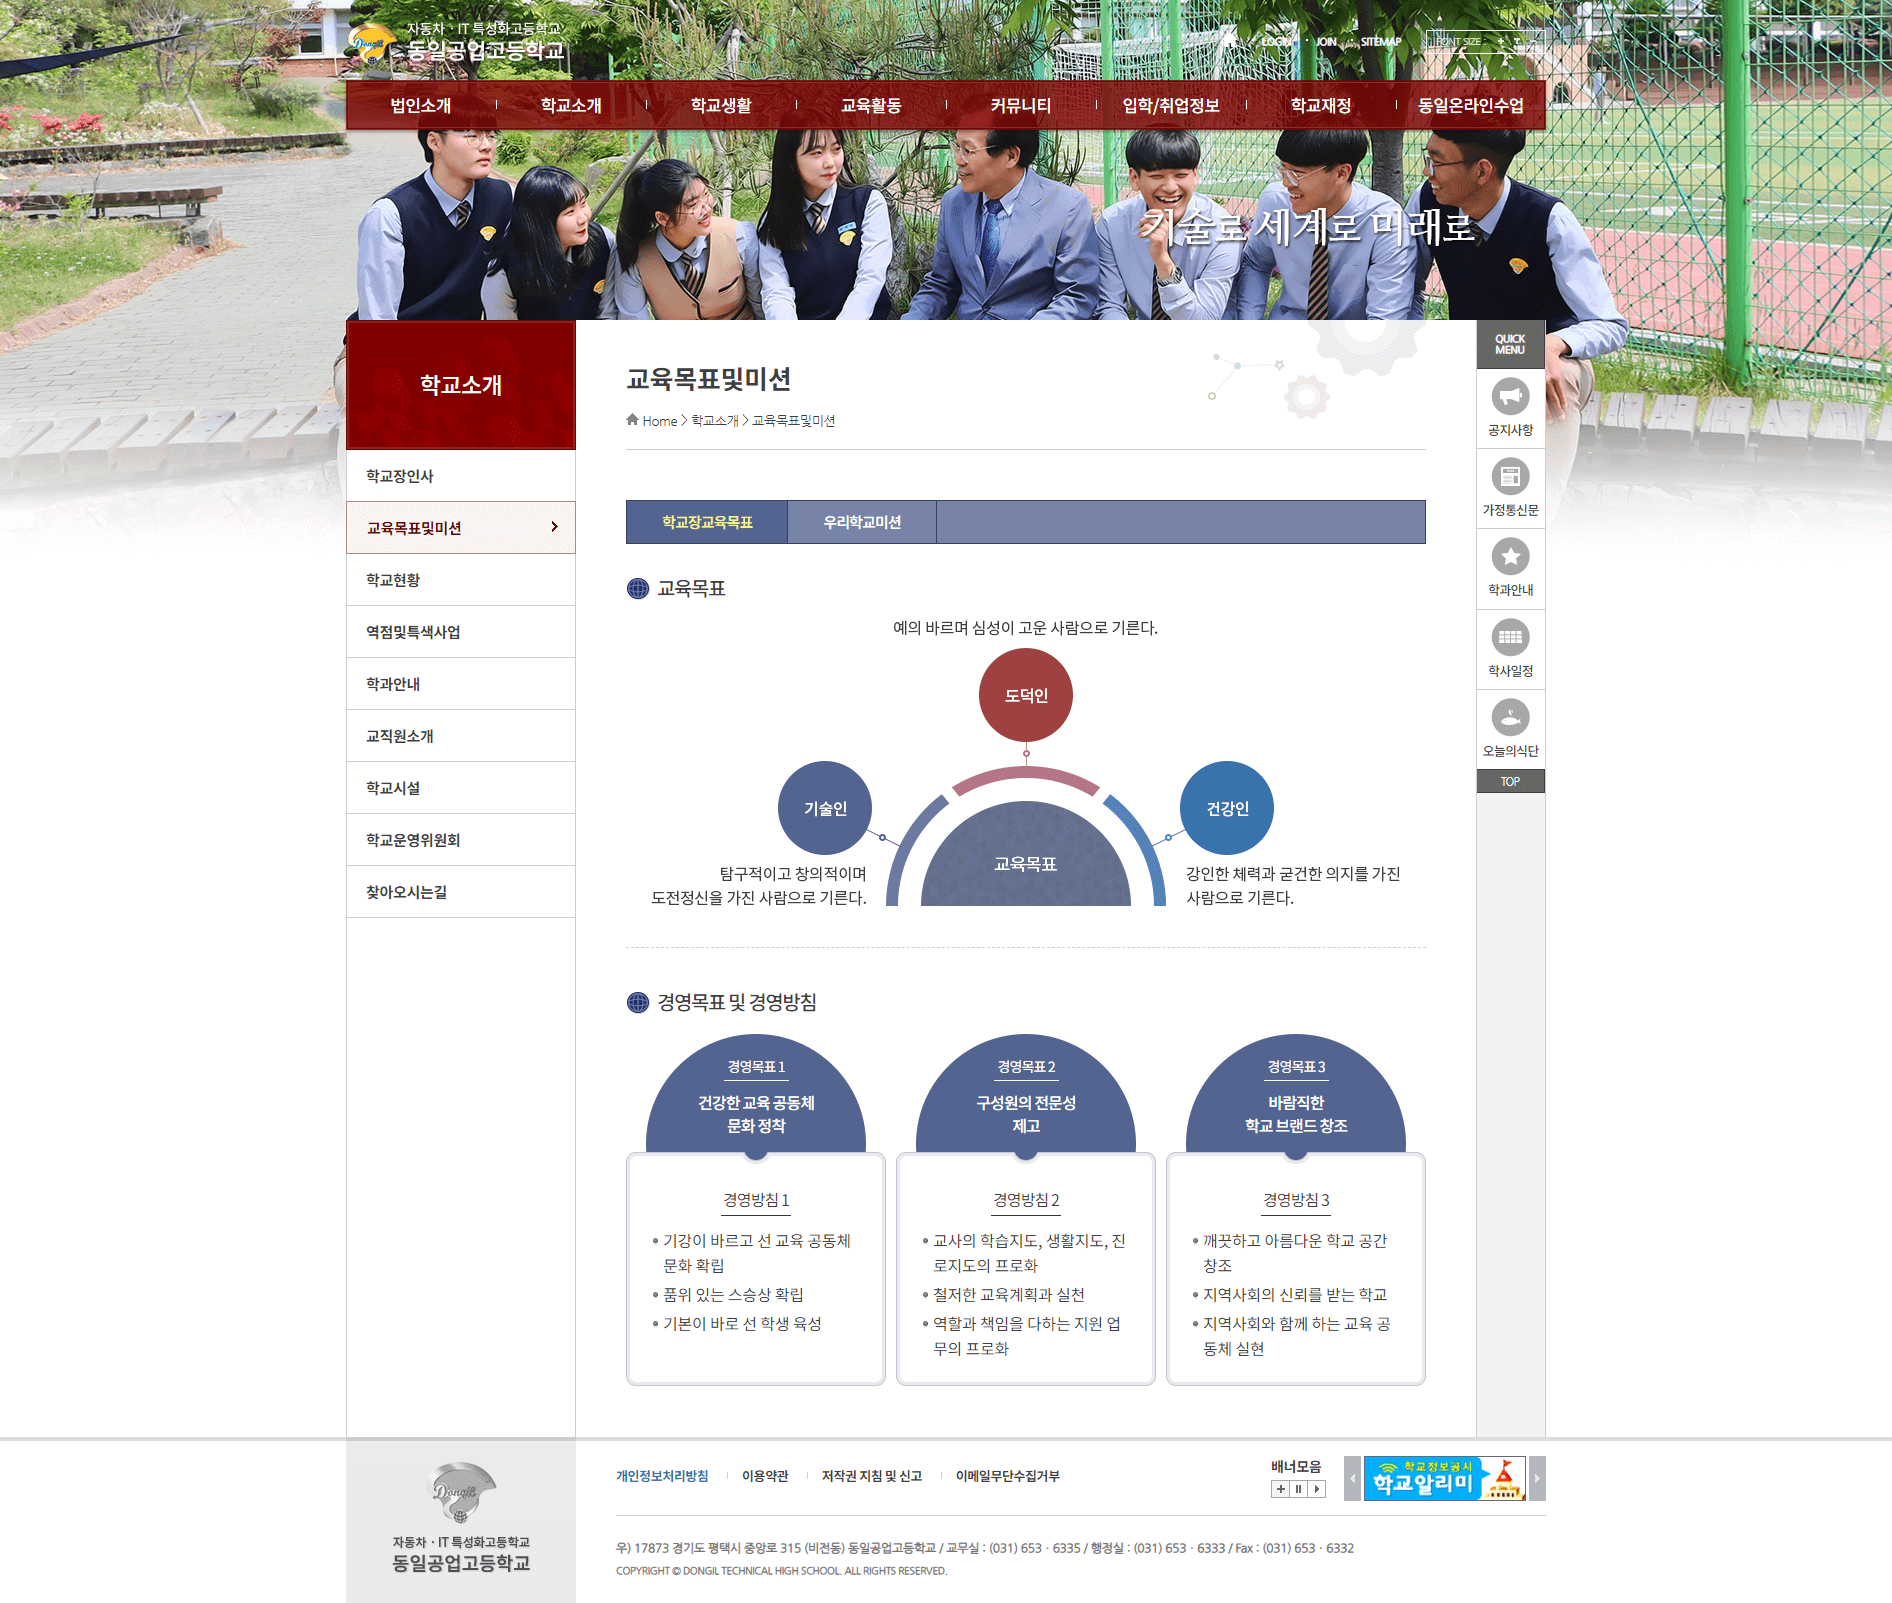 자동차 · IT 특성화고등학교
동일공업고등학교
LOGIN · JOIN · SITEMAP
FONT SIZE
법인소개 학교소개 학교생활 교육활동 커뮤니티 입학/취업정보 학교재정 동일온라인수업
기술로 세계로 미래로
학교소개
학교장인사
교육목표및미션
학교현황
역점및특색사업
학과안내
교직원소개
학교시설
학교운영위원회
찾아오시는길
교육목표및미션
Home > 학교소개 > 교육목표및미션
학교장교육목표 우리학교미션
교육목표
예의 바르며 심성이 고운 사람으로 기른다.
도덕인
기술인
건강인
교육목표
탐구적이고 창의적이며
도전정신을 가진 사람으로 기른다.
강인한 체력과 굳건한 의지를 가진
사람으로 기른다.
경영목표 및 경영방침
경영목표 1
건강한 교육 공동체
문화 정착
경영방침 1
기강이 바르고 선 교육 공동체
문화 확립
품위 있는 스승상 확립
기본이 바로 선 학생 육성
경영목표 2
구성원의 전문성
제고
경영방침 2
교사의 학습지도, 생활지도, 진
로지도의 프로화
철저한 교육계획과 실천
역할과 책임을 다하는 지원 업
무의 프로화
경영목표 3
바람직한
학교 브랜드 창조
경영방침 3
깨끗하고 아름다운 학교 공간
창조
지역사회의 신뢰를 받는 학교
지역사회와 함께 하는 교육 공
동체 실현
QUICK
MENU
공지사항
가정통신문
학과안내
학사일정
오늘의식단
TOP
Dongil
자동차 · IT 특성화고등학교
동일공업고등학교
개인정보처리방침 이용약관 저작권 지침 및 신고 이메일무단수집거부
배너모음
학교정보공시
학교알리미
우) 17873 경기도 평택시 중앙로 315 (비전동) 동일공업고등학교 / 교무실 : (031) 653 · 6335 / 행정실 : (031) 653 · 6333 / Fax : (031) 653 · 6332
COPYRIGHT © DONGIL TECHNICAL HIGH SCHOOL. ALL RIGHTS RESERVED.